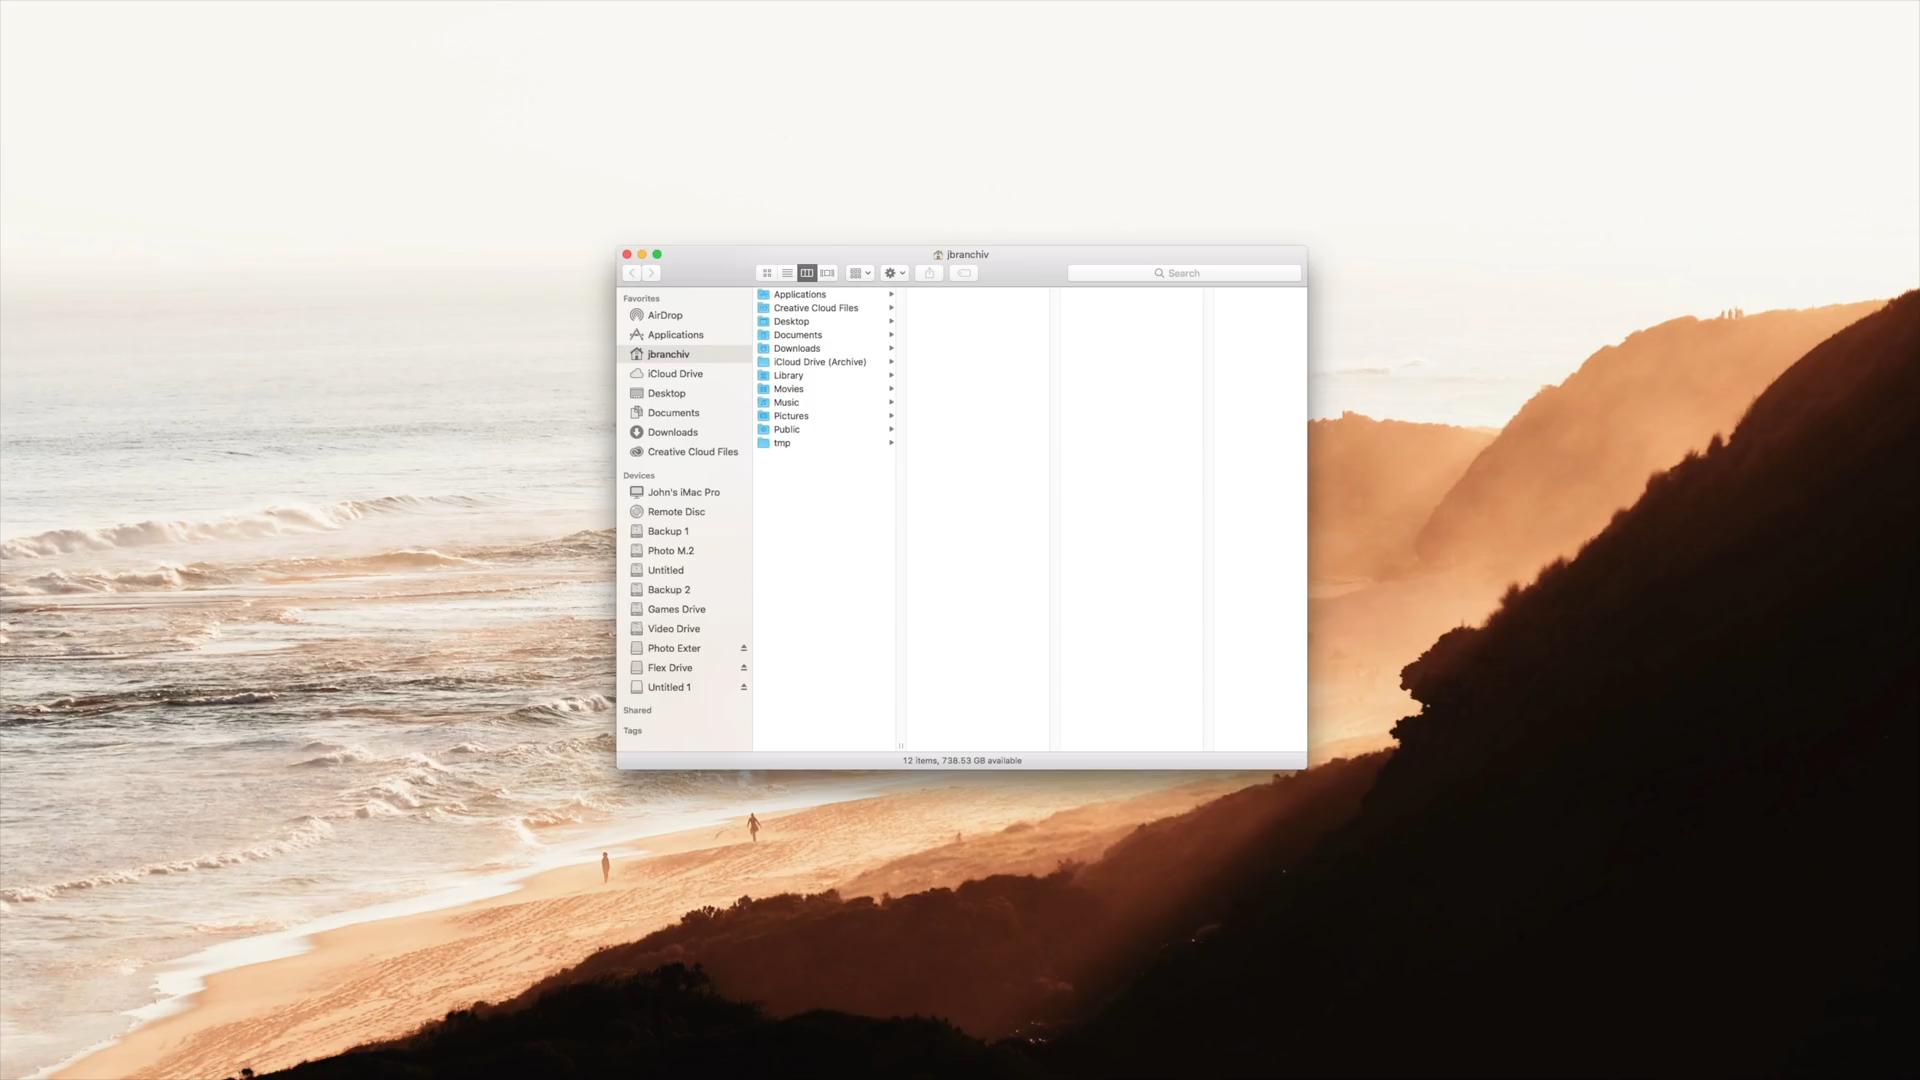 jbranchiv
Search
Favorites
AirDrop
Applications
jbranchiv
iCloud Drive
Desktop
Documents
Downloads
Creative Cloud Files
Devices
John's iMac Pro
Remote Disc
Backup 1
Photo M.2
Untitled
Backup 2
Games Drive
Video Drive
Photo Exter
Flex Drive
Untitled 1
Shared
Tags
Applications
Creative Cloud Files
Desktop
Documents
Downloads
iCloud Drive (Archive)
Library
Movies
Music
Pictures
Public
tmp
12 items, 738.53 GB available